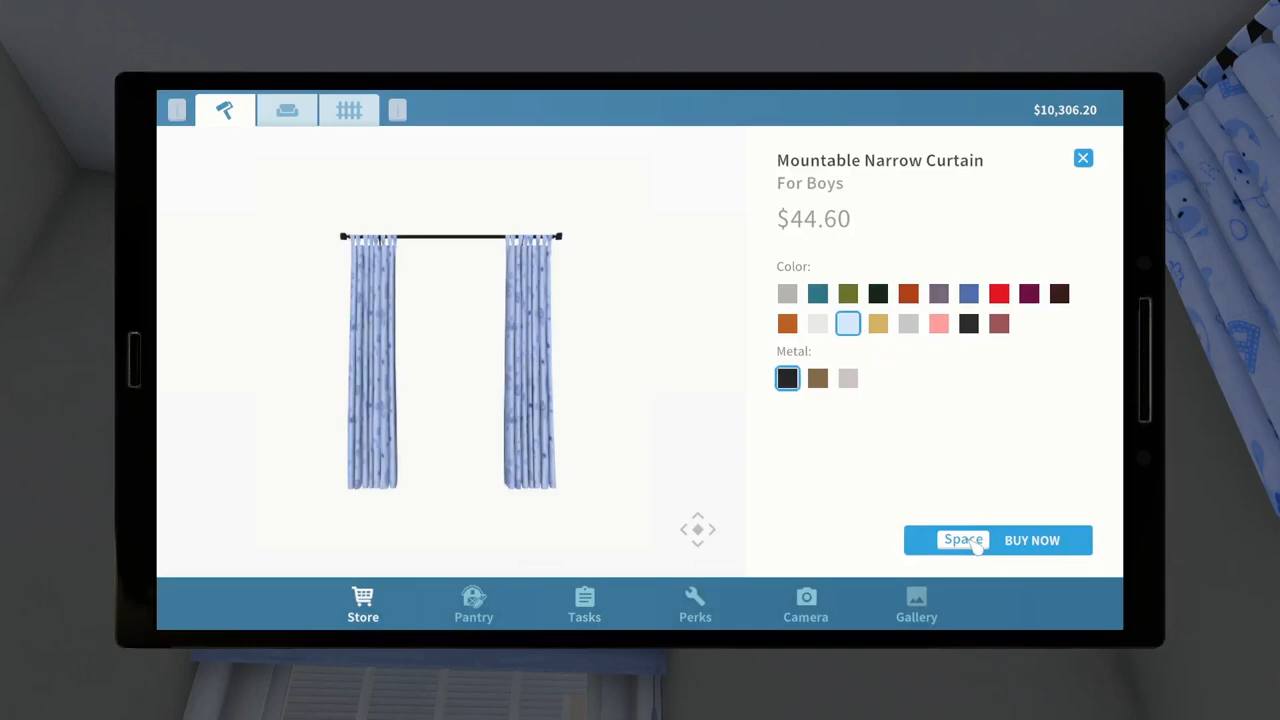 $10,306.20
Mountable Narrow Curtain
For Boys
$44.60
Color:
Metal:
Space BUY NOW
Store Pantry Tasks Perks Camera Gallery